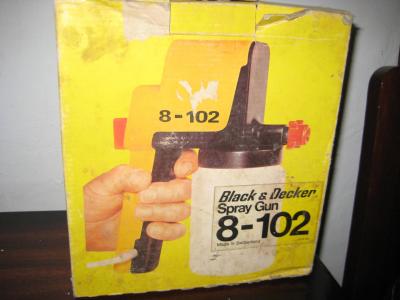 8-102
Black & Decker
Spray Gun
8-102
Made in Switzerland